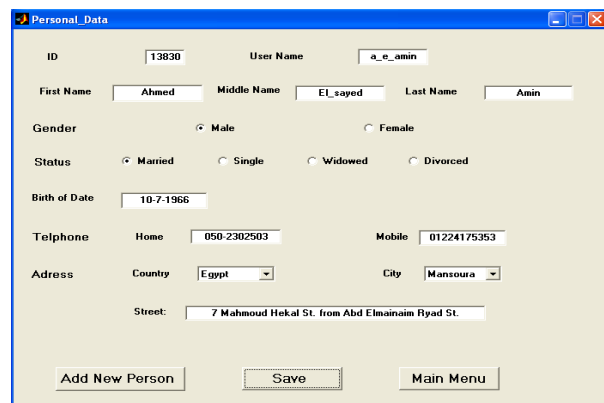 Personal_Data
ID 13830 User Name a_e_amin
First Name Ahmed Middle Name El_sayed Last Name Amin
Gender Male Female
Status Married Single Widowed Divorced
Birth of Date 10-7-1966
Telphone Home 050-2302503 Mobile 01224175353
Adress Country Egypt City Mansoura
Street: 7 Mahmoud Hekal St. from Abd Elmainaim Ryad St.
Add New Person Save Main Menu